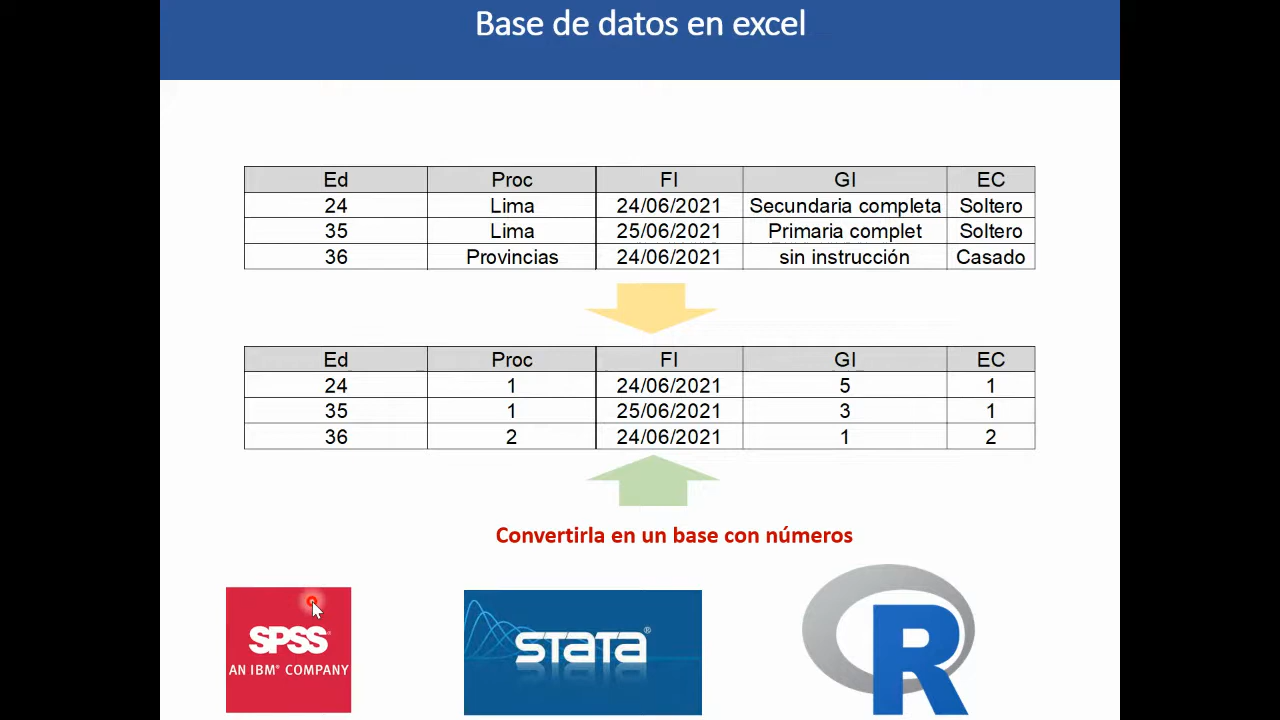 Base de datos en excel
Ed Proc FI GI EC
24 Lima 24/06/2021 Secundaria completa Soltero
35 Lima 25/06/2021 Primaria complet Soltero
36 Provincias 24/06/2021 sin instrucción Casado
Ed Proc FI GI EC
24 1 24/06/2021 5 1
35 1 25/06/2021 3 1
36 2 24/06/2021 1 2
Convertirla en un base con números
SPSS
AN IBM® COMPANY
STATA®
R